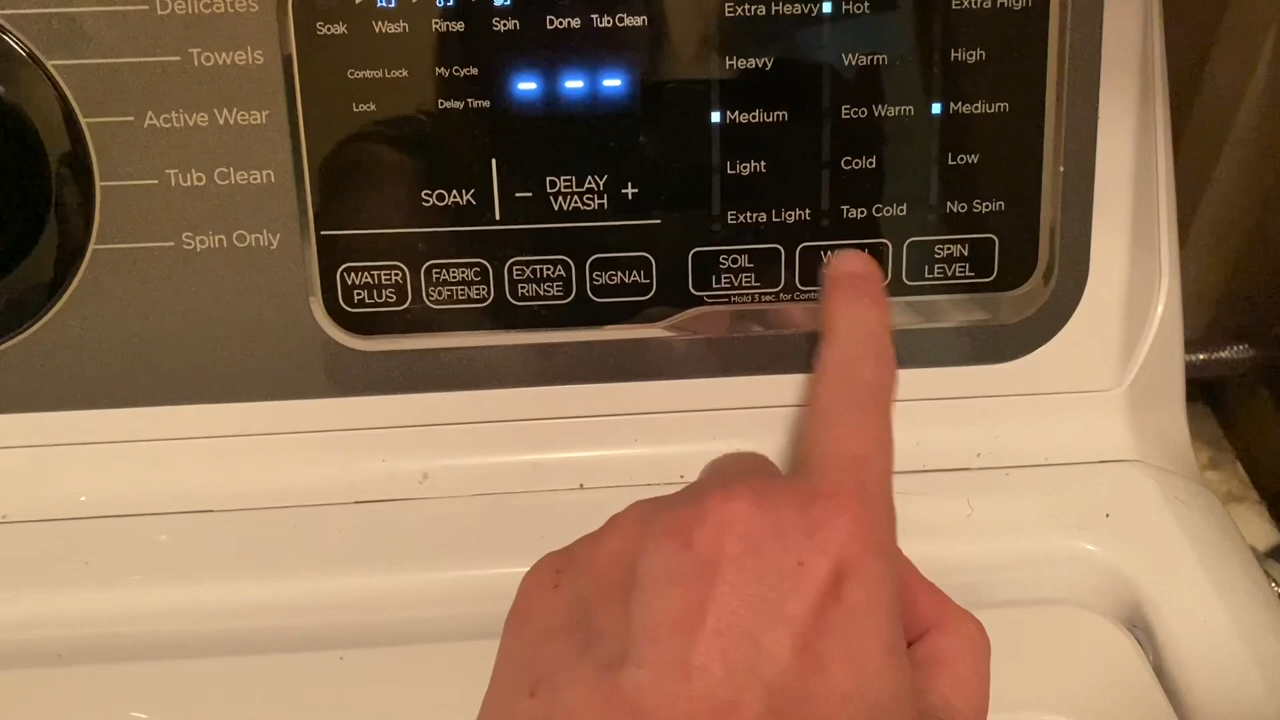 Delicates
Towels
Active Wear
Tub Clean
Spin Only
Soak Wash Rinse Spin Done Tub Clean
Control Lock My Cycle
Lock Delay Time
SOAK
- DELAY WASH +
WATER
PLUS
FABRIC
SOFTENER
EXTRA
RINSE
SIGNAL
Extra Heavy
Heavy
Medium
Light
Extra Light
Hot
Warm
Eco Warm
Cold
Tap Cold
Extra High
High
Medium
Low
No Spin
SOIL
LEVEL
SPIN
LEVEL
Hold 3 sec. for